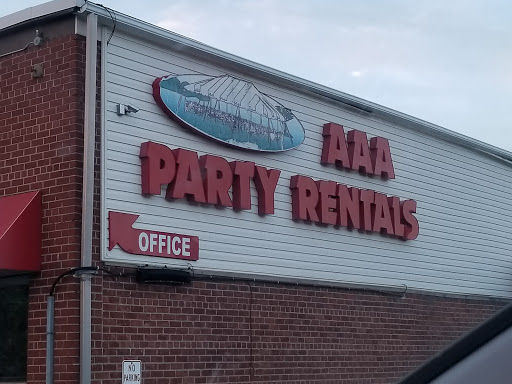 AAA
PARTY RENTALS
OFFICE
NO
PARKING